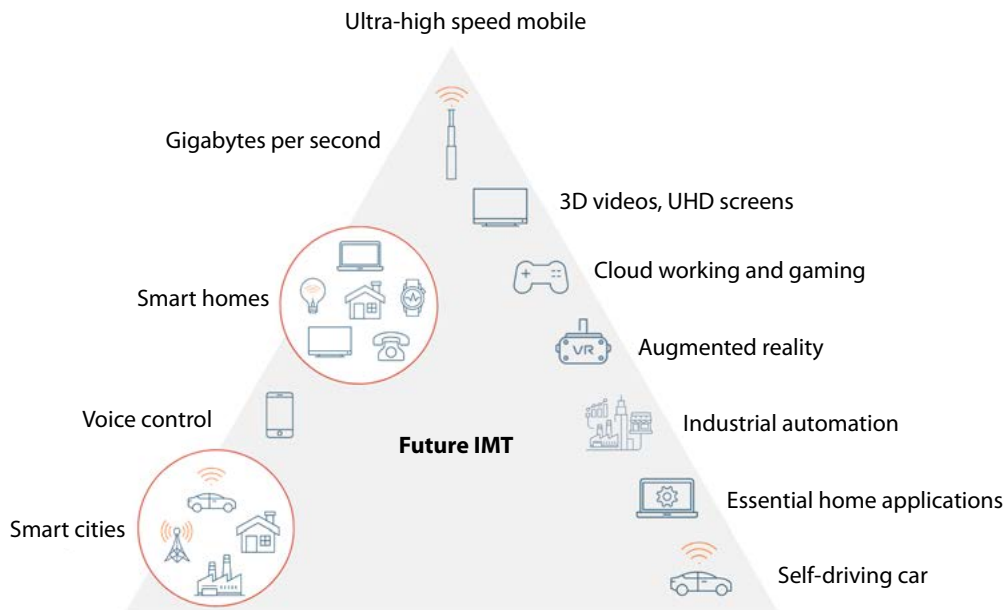 Ultra-high speed mobile
Gigabytes per second
3D videos, UHD screens
Cloud working and gaming
Smart homes
VR
Augmented reality
Voice control
Industrial automation
Future IMT
Essential home applications
Smart cities
Self-driving car